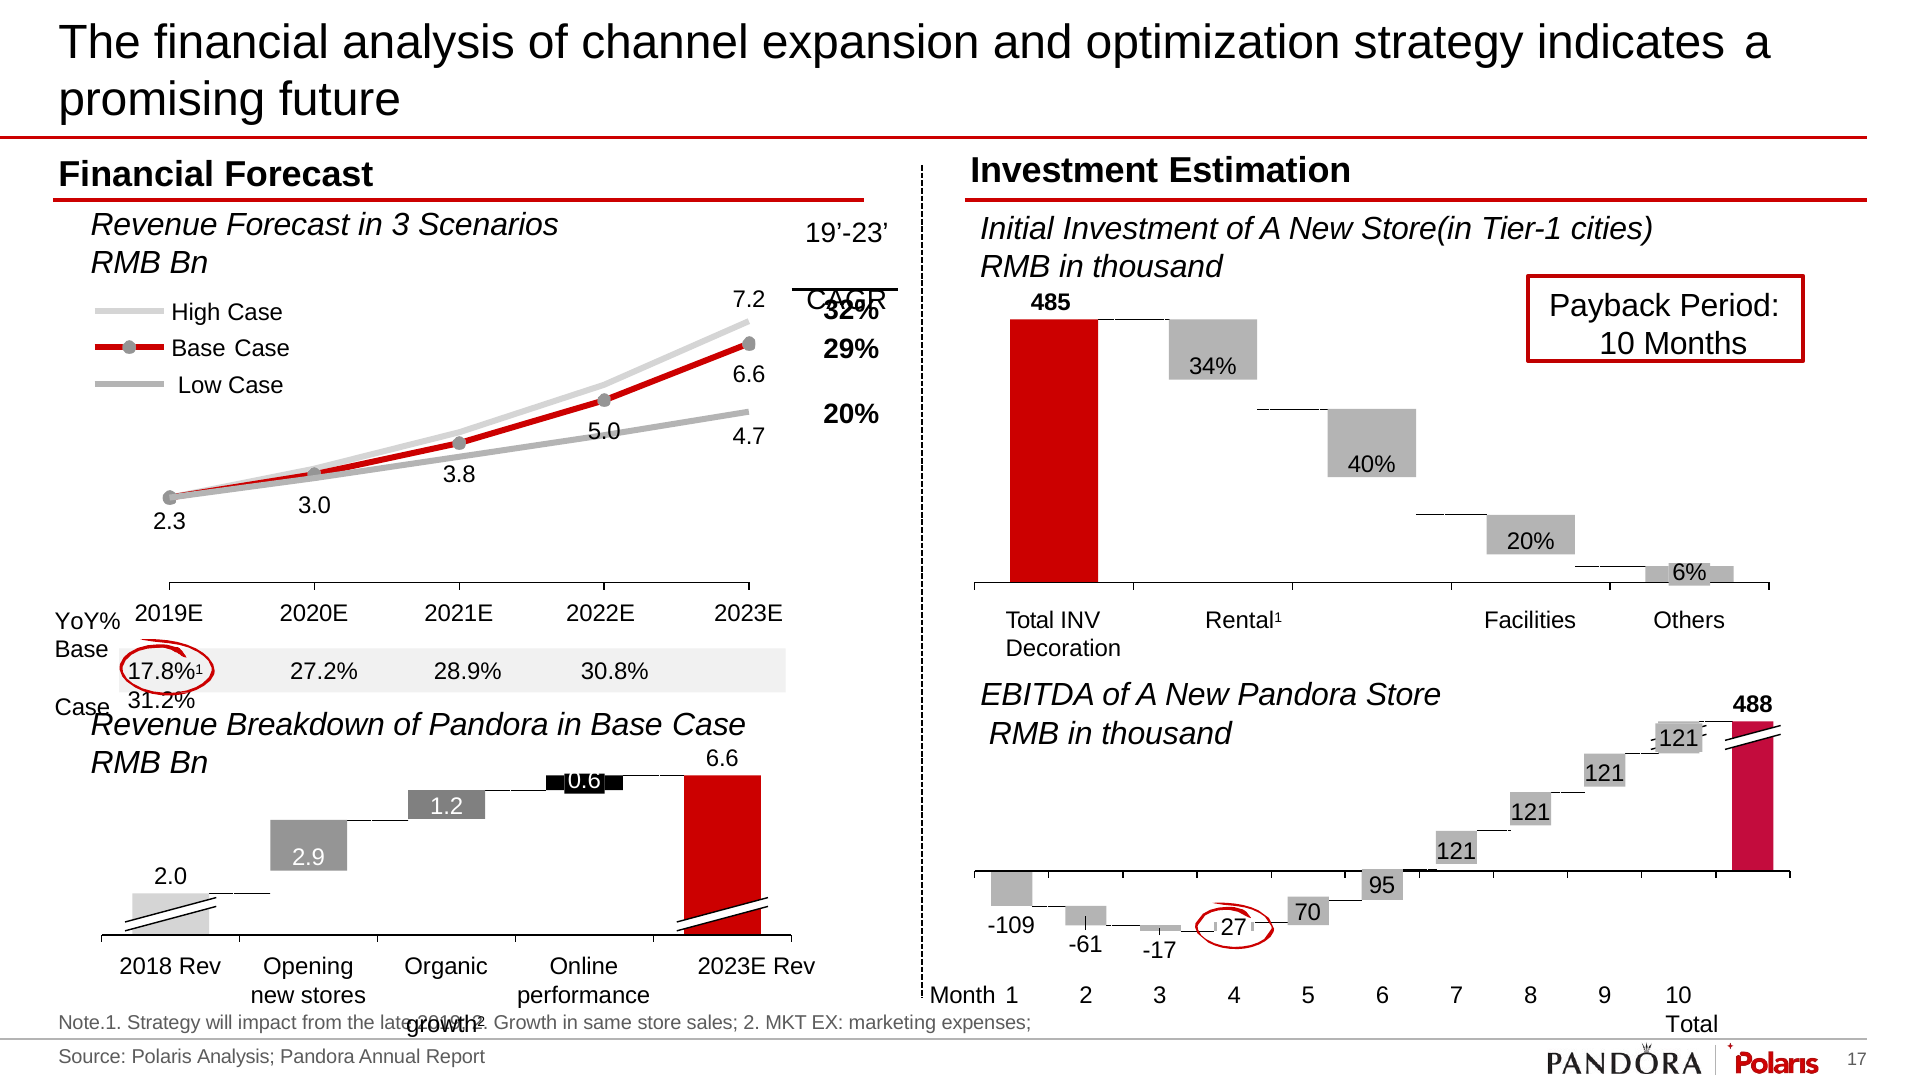 The financial analysis of channel expansion and optimization strategy indicates a
promising future
Financial Forecast
Revenue Forecast in 3 Scenarios
RMB Bn
19’-23’
CAGR
High Case
Base Case
Low Case
7.2
6.6
4.7
5.0
3.8
3.0
2.3
32%
29%
20%
2019E 2020E 2021E 2022E 2023E
YoY%
Base
Case
17.8%1 27.2% 28.9% 30.8%
31.2%
Revenue Breakdown of Pandora in Base Case
RMB Bn
2.0
2.9
1.2
0.6
6.6
2018 Rev Opening Organic Online 2023E Rev
new stores performance
growth2
Investment Estimation
Initial Investment of A New Store(in Tier-1 cities)
RMB in thousand
Payback Period:
10 Months
485
34%
40%
20%
6%
Total INV Rental1 Facilities Others
Decoration
EBITDA of A New Pandora Store
RMB in thousand
-109
-61
-17
27
70
95
121
121
121
121
488
Month 1 2 3 4 5 6 7 8 9 10
Total
Note.1. Strategy will impact from the late 2019; 2. Growth in same store sales; 2. MKT EX: marketing expenses;
Source: Polaris Analysis; Pandora Annual Report
PANDORA
Polaris
17